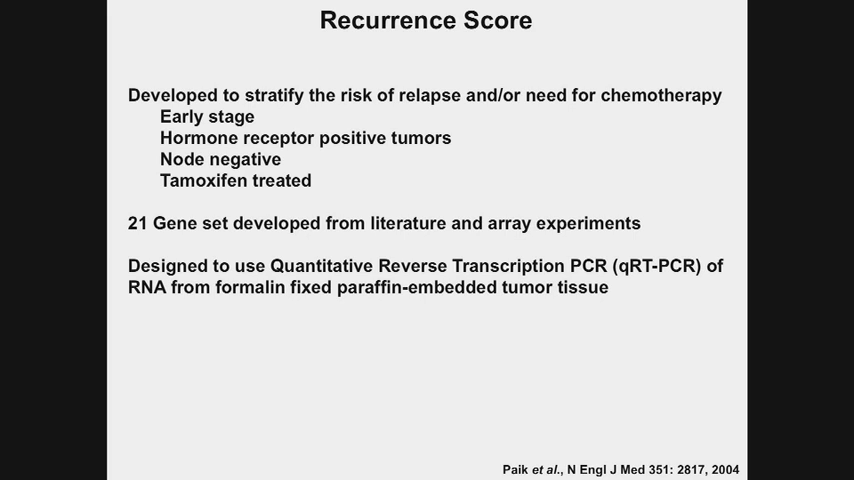 Recurrence Score
Developed to stratify the risk of relapse and/or need for chemotherapy
Early stage
Hormone receptor positive tumors
Node negative
Tamoxifen treated
21 Gene set developed from literature and array experiments
Designed to use Quantitative Reverse Transcription PCR (qRT-PCR) of
RNA from formalin fixed paraffin-embedded tumor tissue
Paik et al., N Engl J Med 351: 2817, 2004